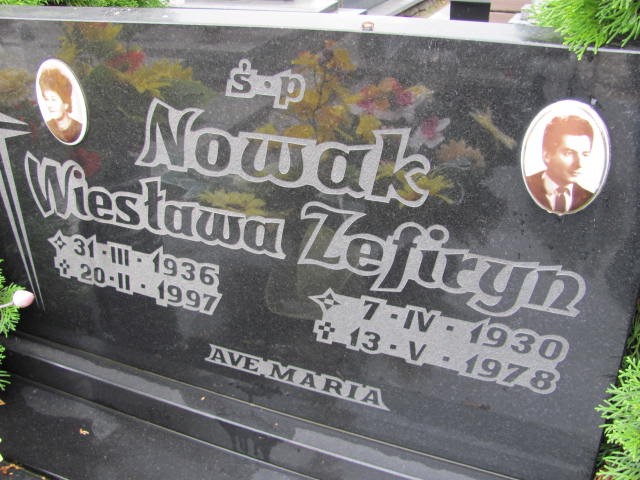 Ś.P
Nowak
Wiesława Zefiryn
31-III-1936
20-II-1997
7-IV-1930
13-V-1978
AVE MARIA